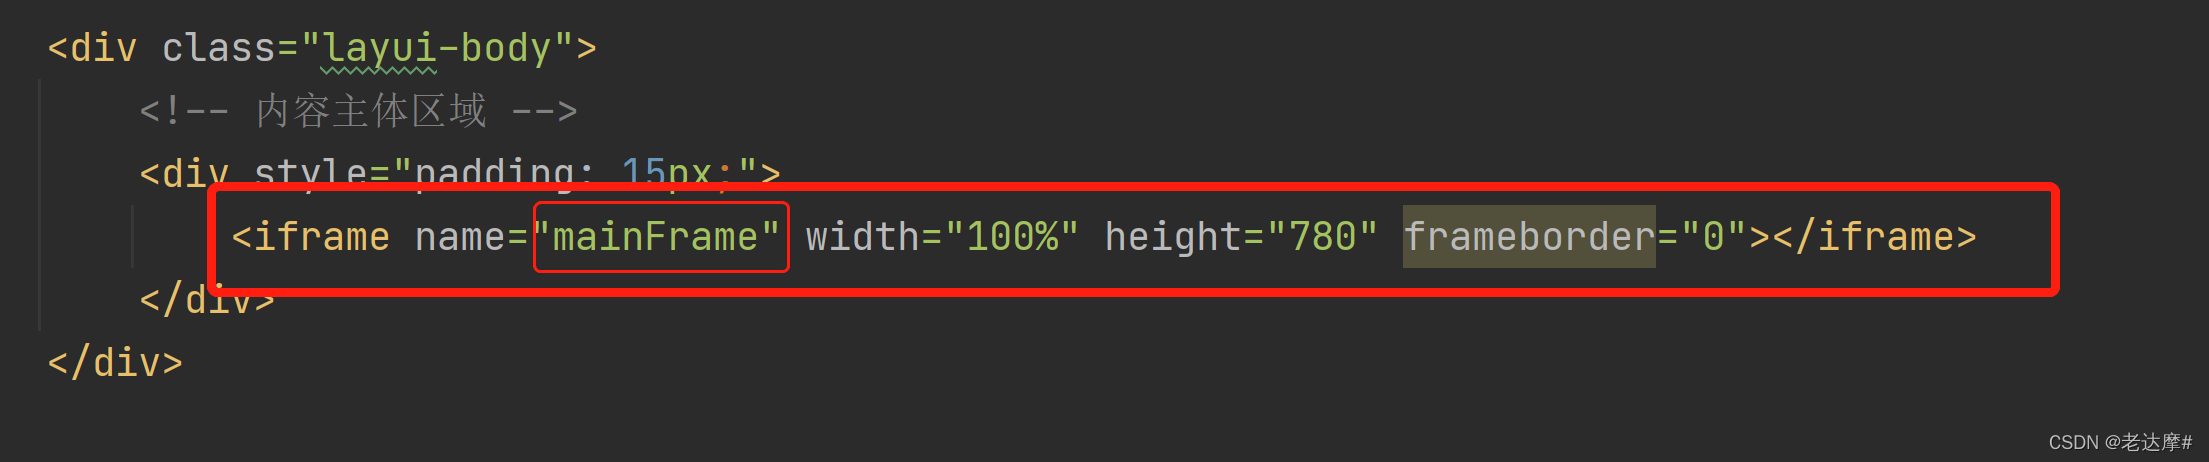 <div class="layui-body">
<!-- 内容主体区域 -->
<div style="padding: 15px;">
<iframe name="mainFrame" width="100%" height="780" frameborder="0"></iframe>
</div>
</div>
CSDN @老达摩#